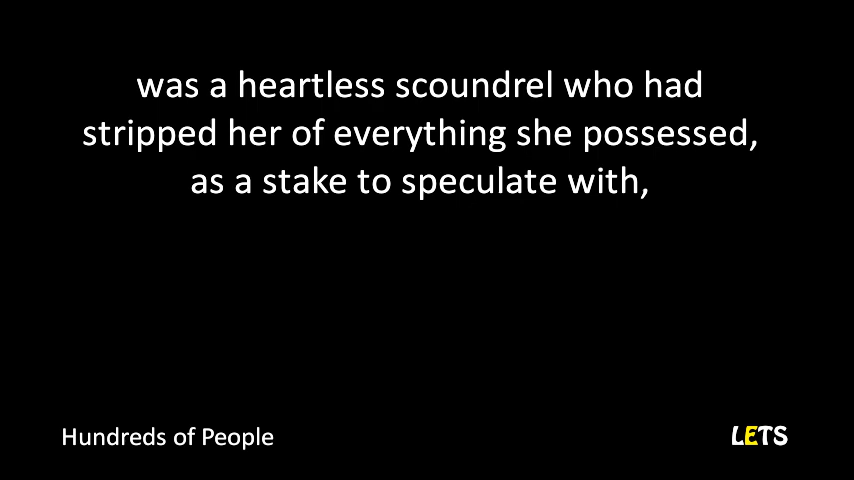 was a heartless scoundrel who had
stripped her of everything she possessed,
as a stake to speculate with,
Hundreds of People
LETS